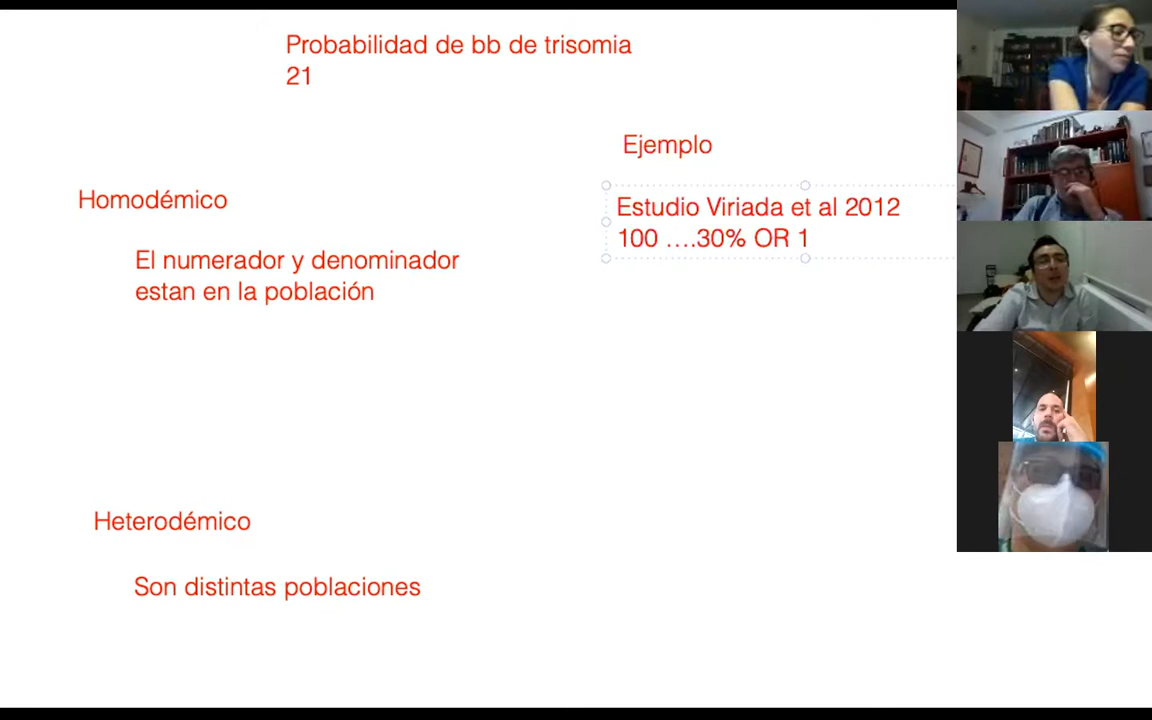 Probabilidad de bb de trisomia
21
Ejemplo
Homodémico
Estudio Viriada et al 2012
100 ....30% OR 1
El numerador y denominador
estan en la población
Heterodémico
Son distintas poblaciones